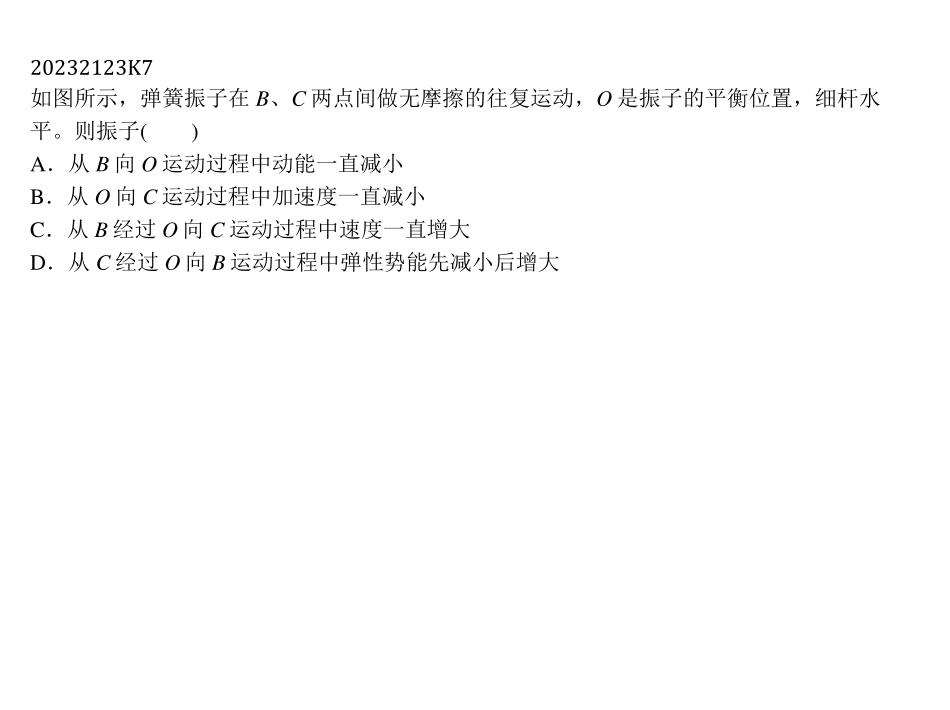 20232123K7
如图所示，弹簧振子在 B、C 两点间做无摩擦的往复运动，O 是振子的平衡位置，细杆水
平。则振子(　　)
A．从 B 向 O 运动过程中动能一直减小
B．从 O 向 C 运动过程中加速度一直减小
C．从 B 经过 O 向 C 运动过程中速度一直增大
D．从 C 经过 O 向 B 运动过程中弹性势能先减小后增大